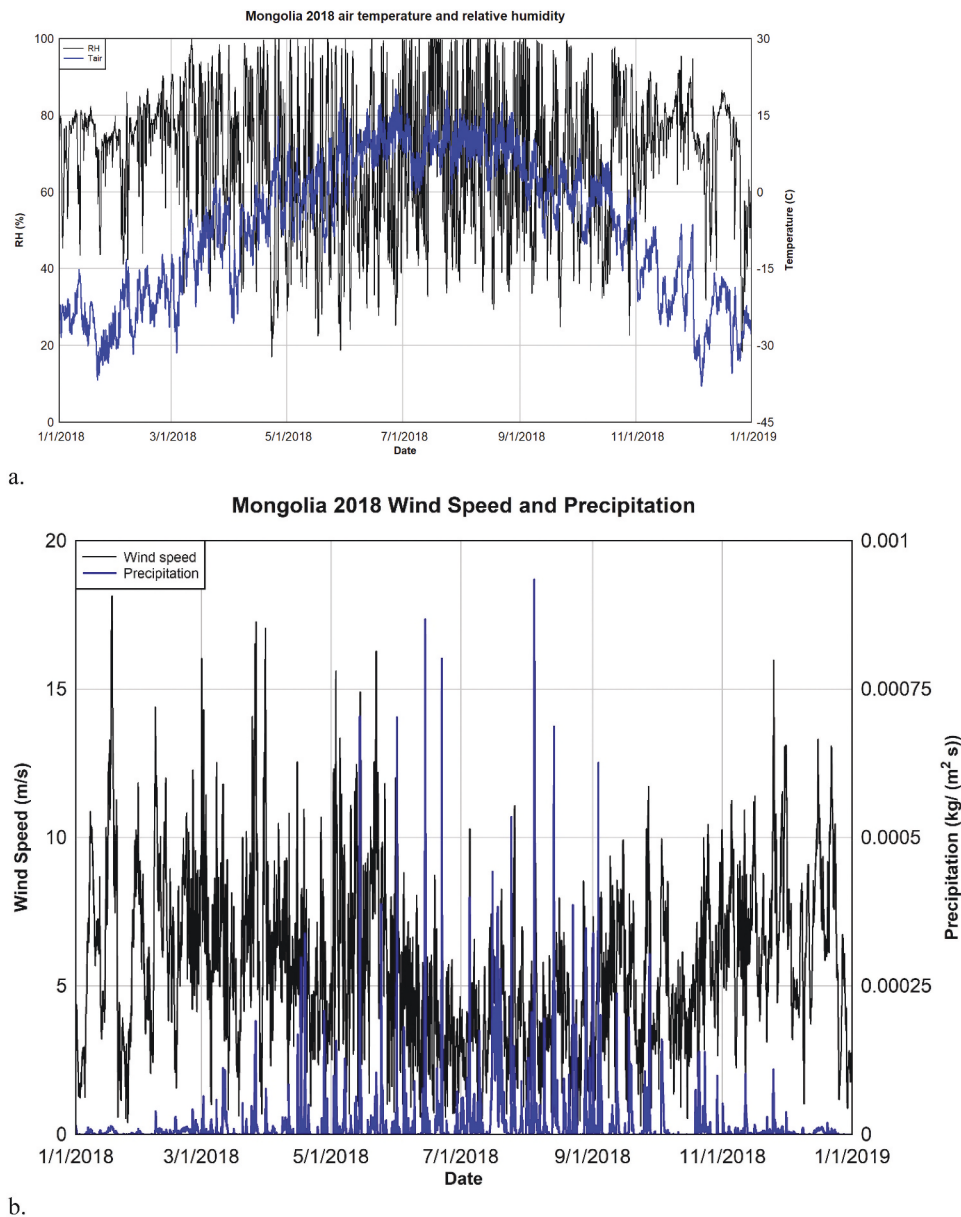 Mongolia 2018 air temperature and relative humidity
RH
Tair
100
80
60
40
20
0
RH (%)
30
15
0
-15
-30
-45
Temperature (C)
1/1/2018 3/1/2018 5/1/2018 7/1/2018 9/1/2018 11/1/2018 1/1/2019
Date
a.
Mongolia 2018 Wind Speed and Precipitation
Wind speed
Precipitation
20
15
10
5
0
Wind Speed (m/s)
0.001
0.00075
0.0005
0.00025
0
Precipitation (kg/ (m² s))
1/1/2018 3/1/2018 5/1/2018 7/1/2018 9/1/2018 11/1/2018 1/1/2019
Date
b.